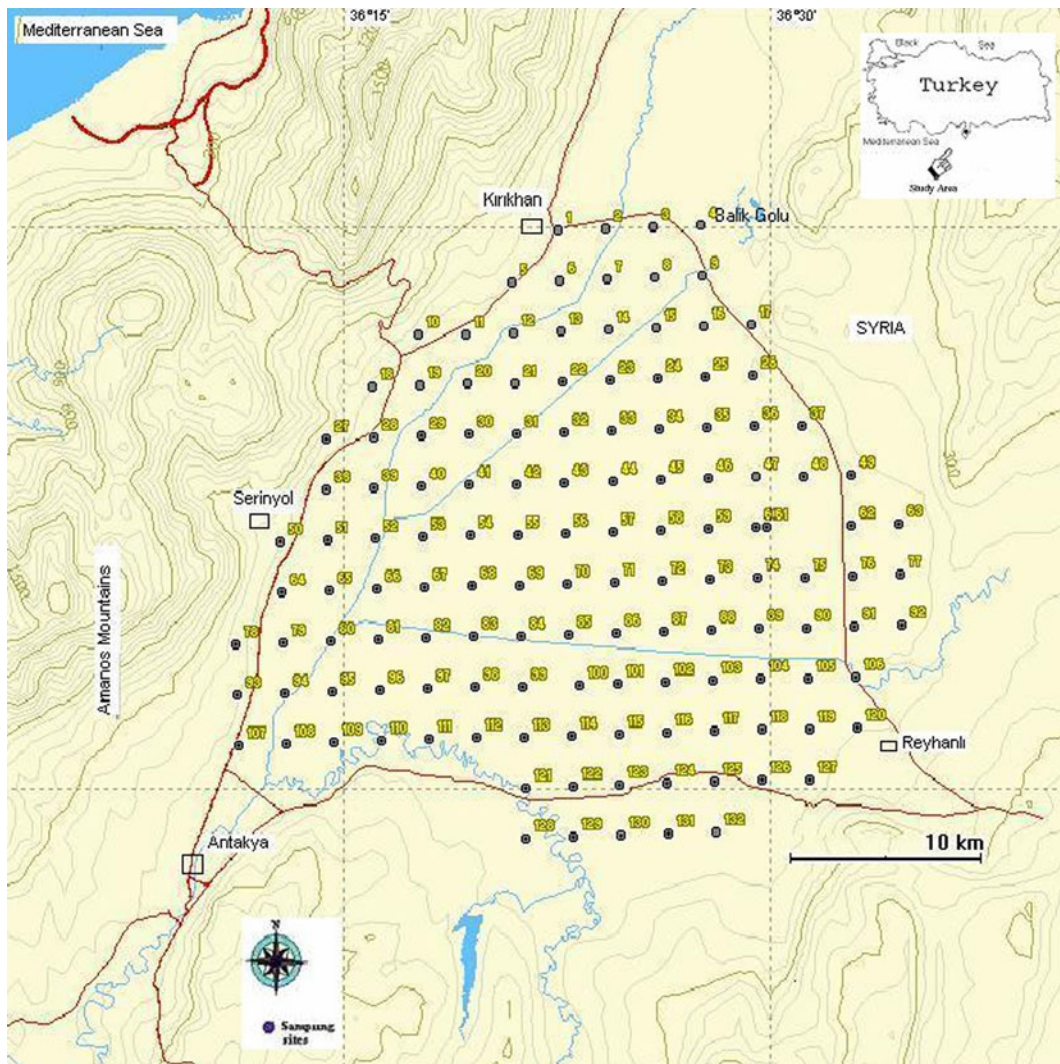 Mediterranean Sea
36°15'
36°30'
Black Sea
Turkey
Mediterranean Sea
Study Area
Kırıkhan
1 2 3 4 Balik Golu
5 6 7 8 9
10 11 12 13 14 15 16 17
SYRIA
18 19 20 21 22 23 24 25 26
27 28 29 30 31 32 33 34 35 36 37
38 39 40 41 42 43 44 45 46 47 48 49
Serinyol
50 51 52 53 54 55 56 57 58 59 61 62 63
Amanos Mountains
64 65 66 67 68 69 70 71 72 73 74 75 76 77
78 79 80 81 82 83 84 85 86 87 88 89 90 91 92
93 94 95 96 97 98 99 100 101 102 103 104 105 106
107 108 109 110 111 112 113 114 115 116 117 118 119 120
Reyhanlı
121 122 123 124 125 126 127
128 129 130 131 132
Antakya
10 km
N
Sampling
sites